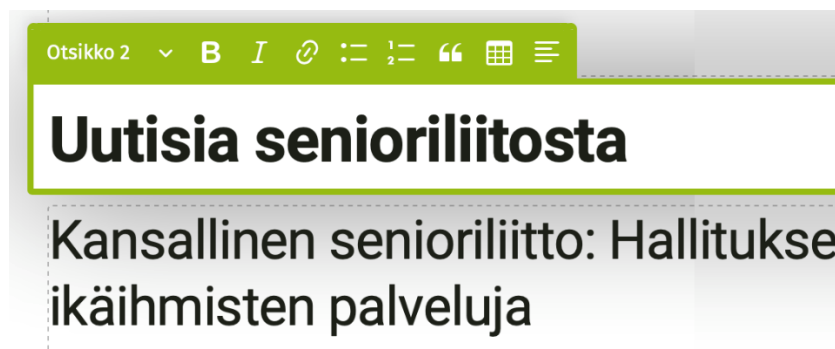 Otsikko 2
Uutisia senioriliitosta
Kansallinen senioriliitto: Hallitukse
ikäihmisten palveluja